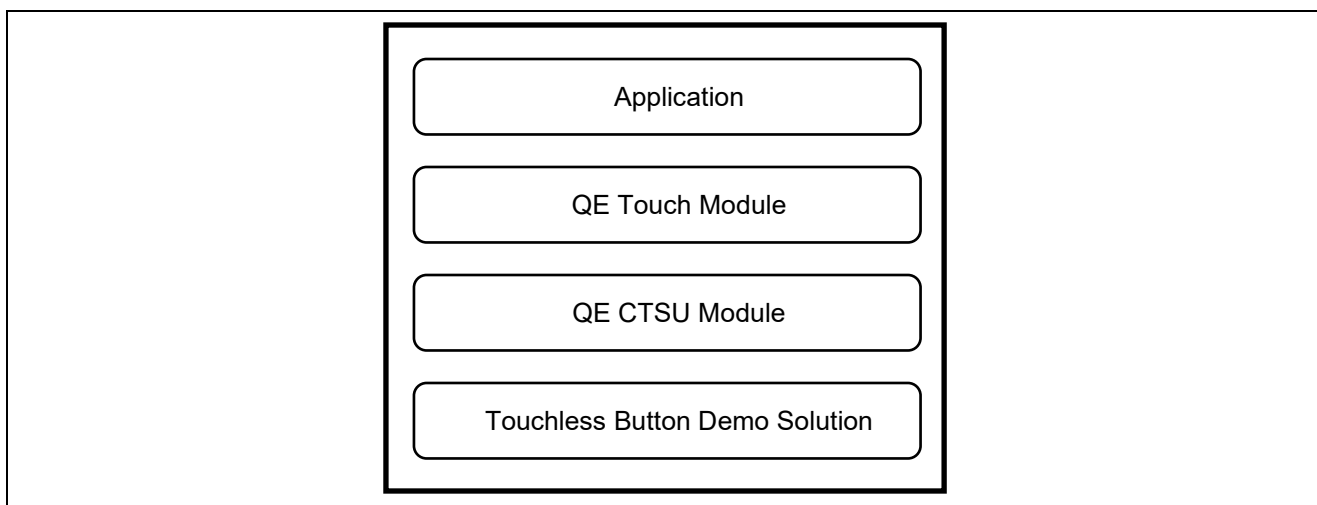 Application
QE Touch Module
QE CTSU Module
Touchless Button Demo Solution